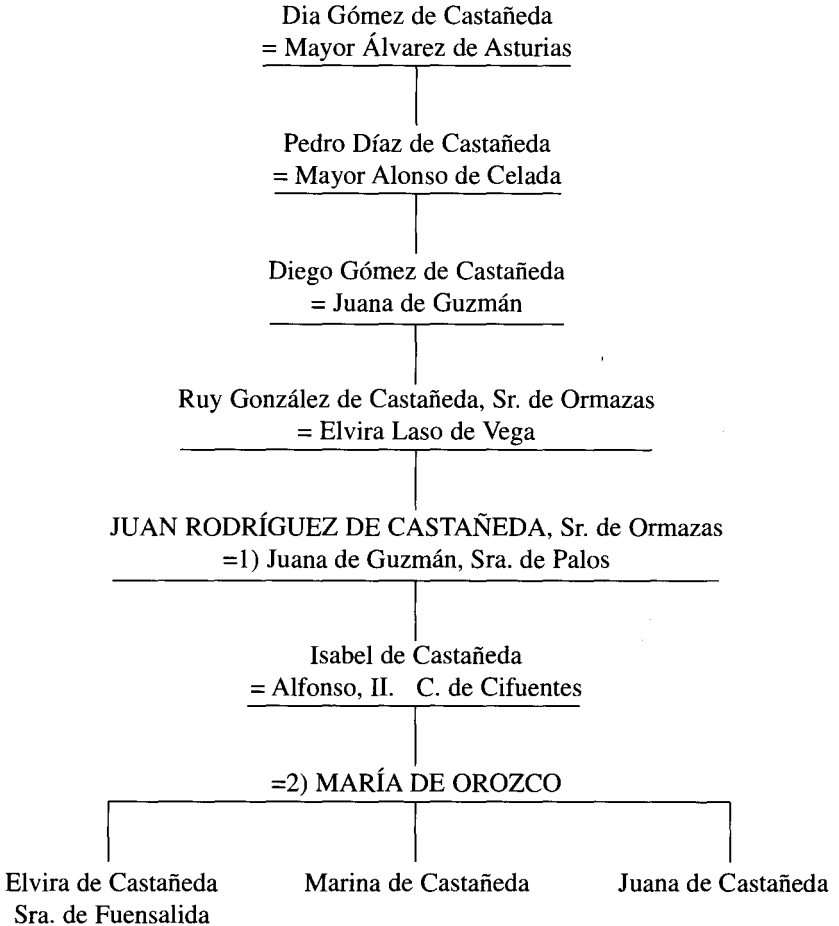 Dia Gómez de Castañeda
= Mayor Álvarez de Asturias
Pedro Díaz de Castañeda
= Mayor Alonso de Celada
Diego Gómez de Castañeda
= Juana de Guzmán
Ruy González de Castañeda, Sr. de Ormazas
= Elvira Laso de Vega
JUAN RODRÍGUEZ DE CASTAÑEDA, Sr. de Ormazas
=1) Juana de Guzmán, Sra. de Palos
Isabel de Castañeda
= Alfonso, II. C. de Cifuentes
=2) MARÍA DE OROZCO
Elvira de Castañeda Marina de Castañeda Juana de Castañeda
Sra. de Fuensalida